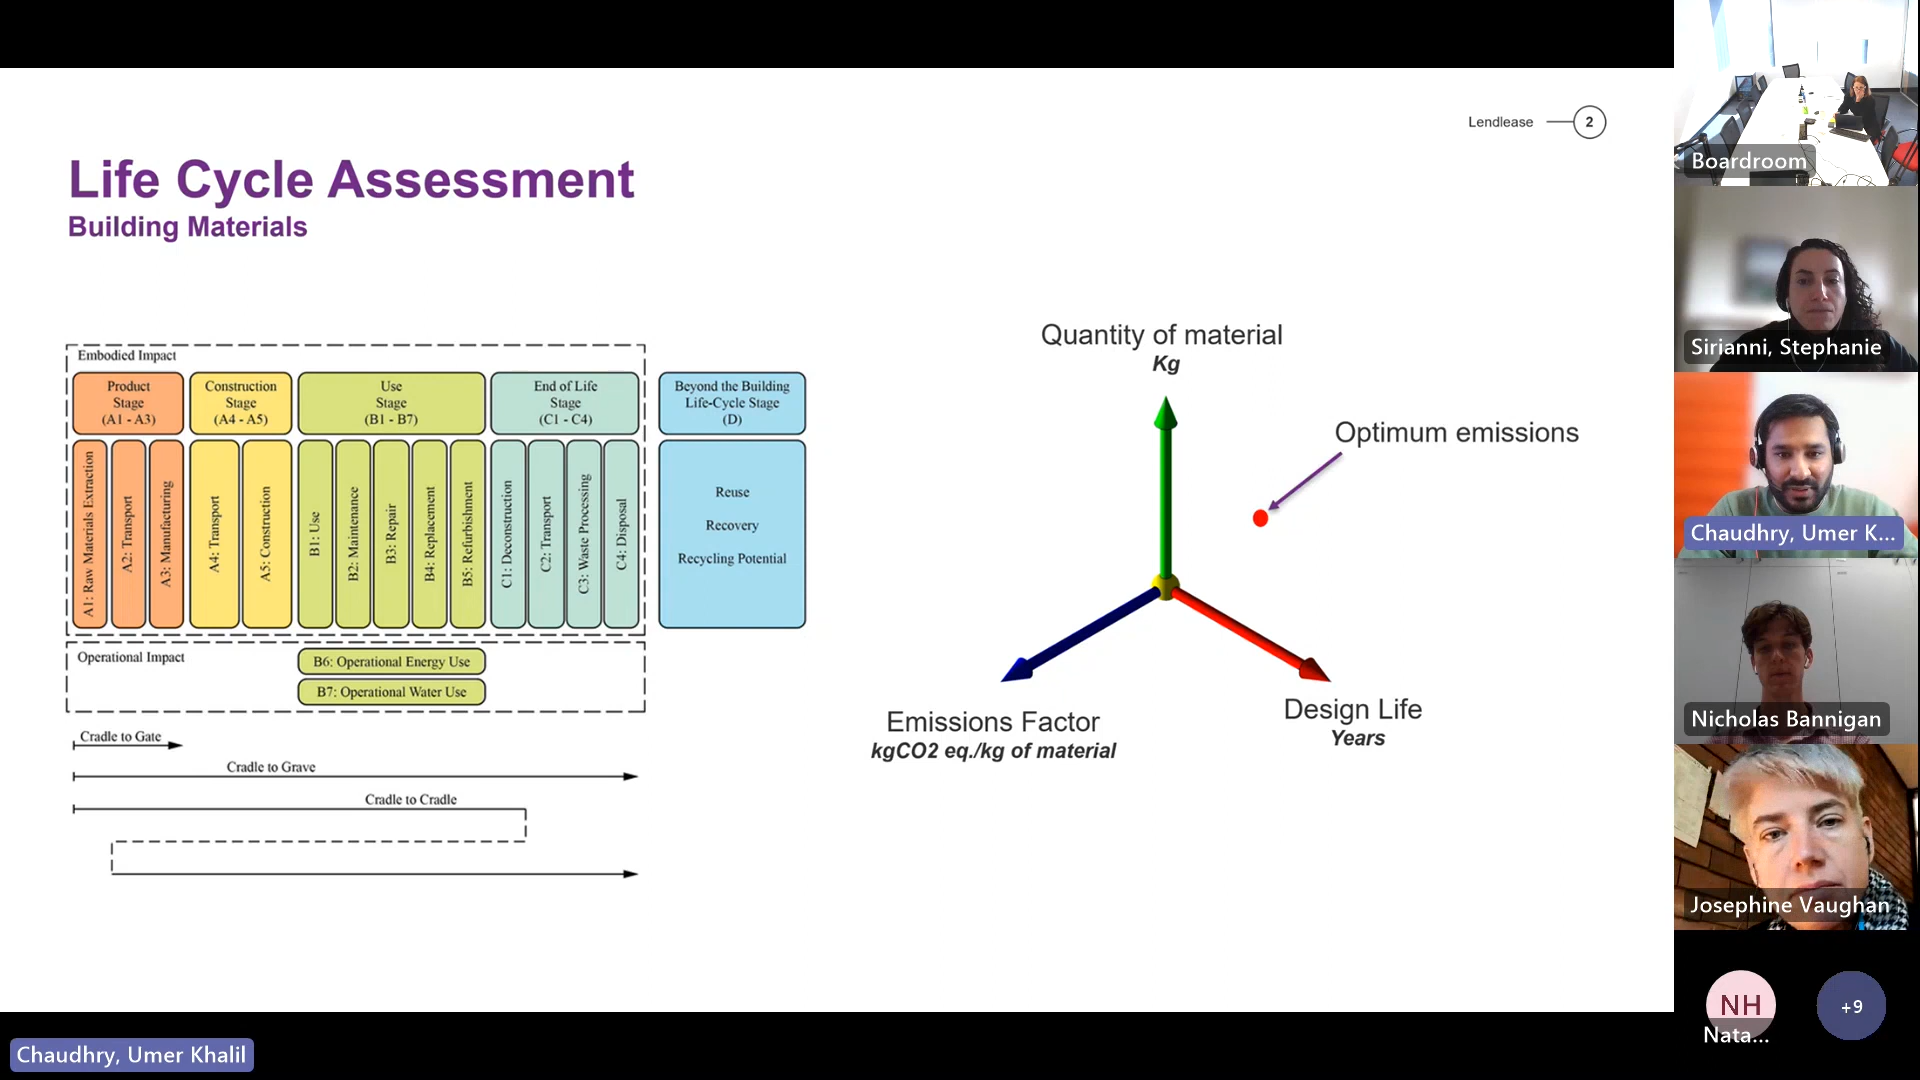 Lendlease
2
Life Cycle Assessment
Building Materials
Embodied Impact
Product
Stage
(A1 - A3)
Construction
Stage
(A4 - A5)
Use
Stage
(B1 - B7)
End of Life
Stage
(C1 - C4)
Beyond the Building
Life-Cycle Stage
(D)
A1: Raw Materials Extraction
A2: Transport
A3: Manufacturing
A4: Transport
A5: Construction
B1: Use
B2: Maintenance
B3: Repair
B4: Replacement
B5: Refurbishment
C1: Deconstruction
C2: Transport
C3: Waste Processing
C4: Disposal
Reuse
Recovery
Recycling Potential
Operational Impact
B6: Operational Energy Use
B7: Operational Water Use
Cradle to Gate
Cradle to Grave
Cradle to Cradle
Quantity of material
Kg
Optimum emissions
Emissions Factor
kgCO2 eq./kg of material
Design Life
Years
Boardroom
Sirianni, Stephanie
Chaudhry, Umer K...
Nicholas Bannigan
Josephine Vaughan
NH
Nata...
+9
Chaudhry, Umer Khalil